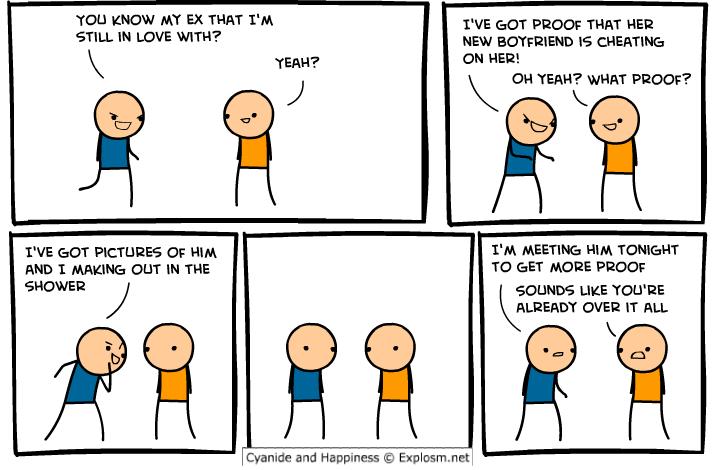 YOU KNOW MY EX THAT I'M
STILL IN LOVE WITH?
YEAH?
I'VE GOT PROOF THAT HER
NEW BOYFRIEND IS CHEATING
ON HER!
OH YEAH? WHAT PROOF?
I'VE GOT PICTURES OF HIM
AND I MAKING OUT IN THE
SHOWER
I'M MEETING HIM TONIGHT
TO GET MORE PROOF
SOUNDS LIKE YOU'RE
ALREADY OVER IT ALL
Cyanide and Happiness © Explosm.net